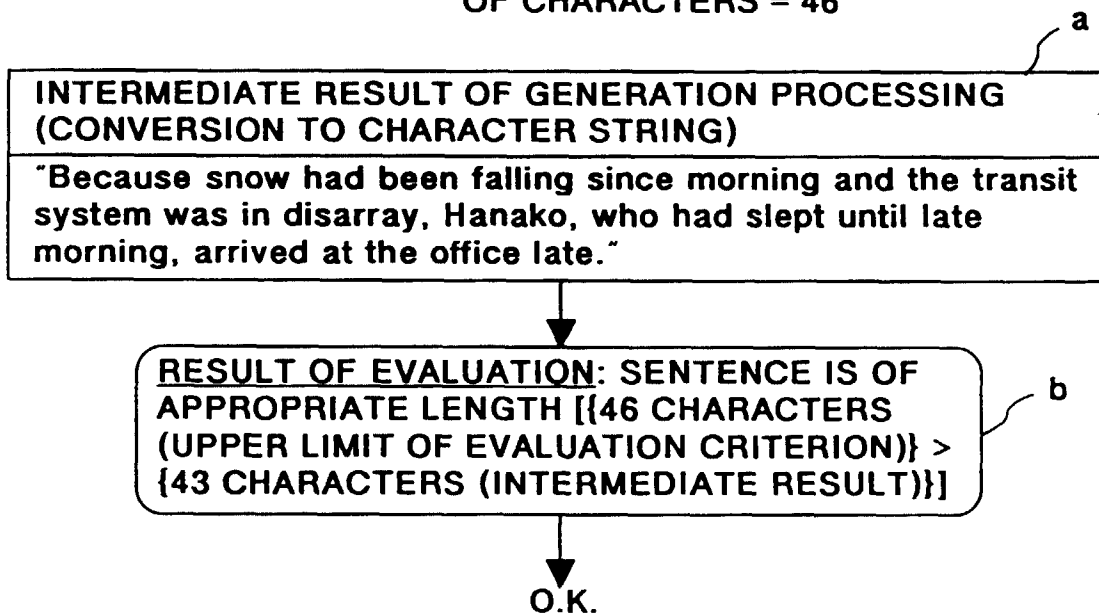 OF CHARACTERS = 46
a
INTERMEDIATE RESULT OF GENERATION PROCESSING
(CONVERSION TO CHARACTER STRING)
"Because snow had been falling since morning and the transit
system was in disarray, Hanako, who had slept until late
morning, arrived at the office late."
RESULT OF EVALUATION: SENTENCE IS OF
APPROPRIATE LENGTH [{46 CHARACTERS
(UPPER LIMIT OF EVALUATION CRITERION)} >
{43 CHARACTERS (INTERMEDIATE RESULT)}]
b
O.K.